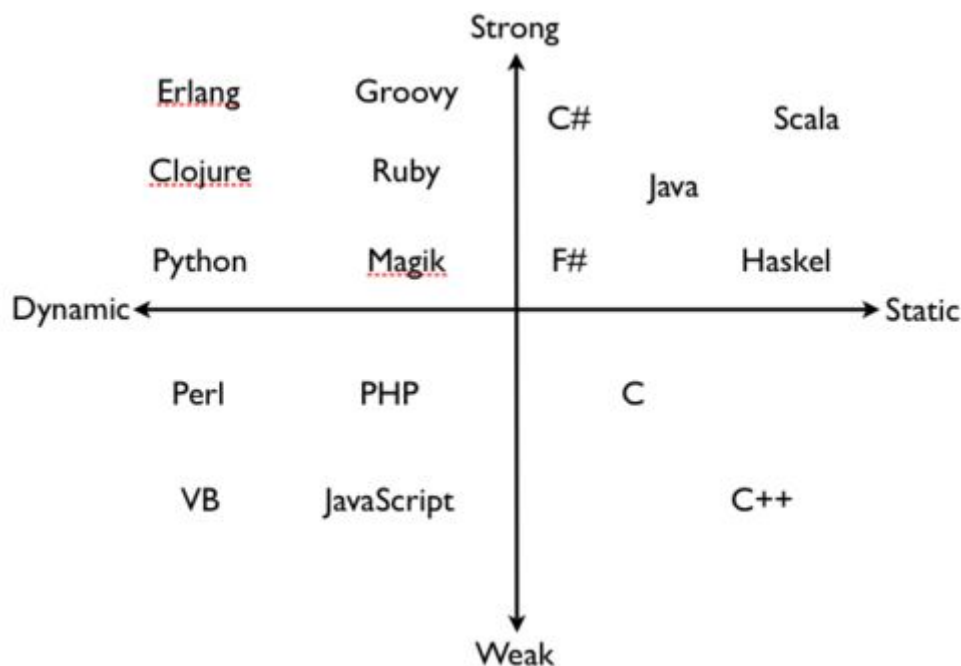 Strong
Erlang Groovy
C# Scala
Clojure Ruby
Java
Python Magik F# Haskel
Dynamic Static
Perl PHP C
VB JavaScript C++
Weak